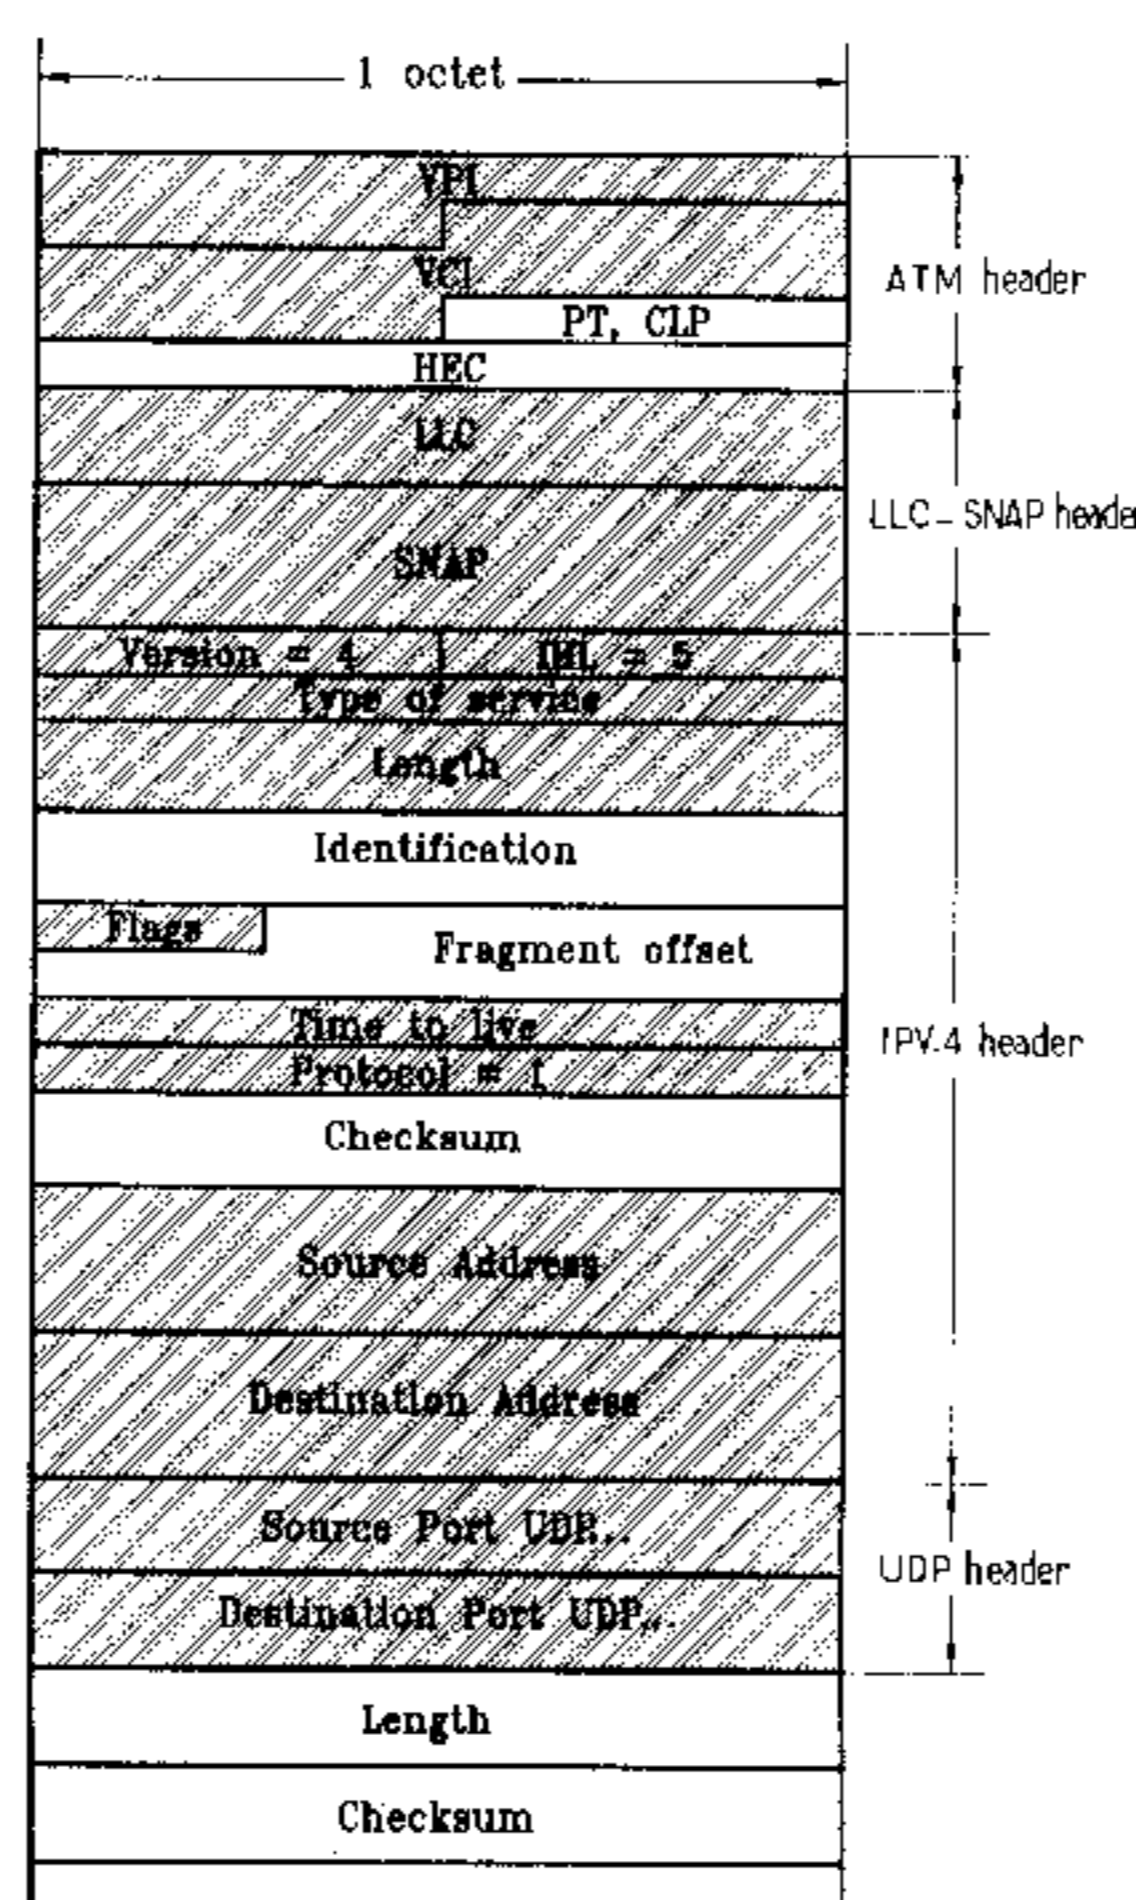 1 octet
VPI
VCI
ATM header
PT, CLP
HEC
LLC
LLC - SNAP heade
SNAP
Version = 4 IHL = 5
Type of service
Length
Identification
Flags
Fragment offset
Time to live
IPV.4 header
Protocol =
Checksum
Source Address
Destination Address
Source Port UDP..
UDP header
Destination Port UDP..
Length
Checksum